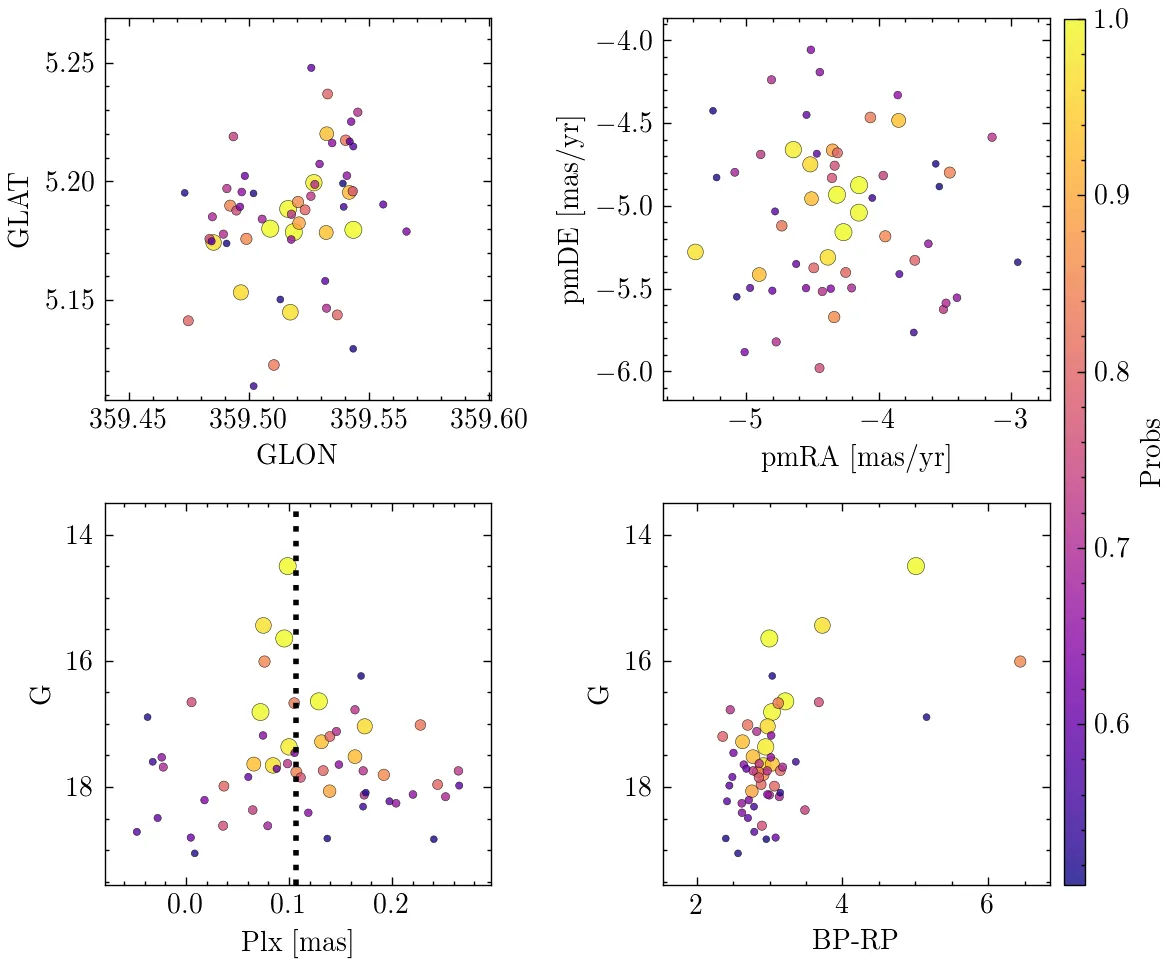 5.25
5.20
5.15
GLAT
359.45 359.50 359.55 359.60
GLON
−4.0
−4.5
−5.0
−5.5
−6.0
pmDE [mas/yr]
−5 −4 −3
pmRA [mas/yr]
1.0
0.9
0.8
0.7
0.6
Probs
14
16
18
G
0.0 0.1 0.2
Plx [mas]
14
16
18
G
2 4 6
BP-RP